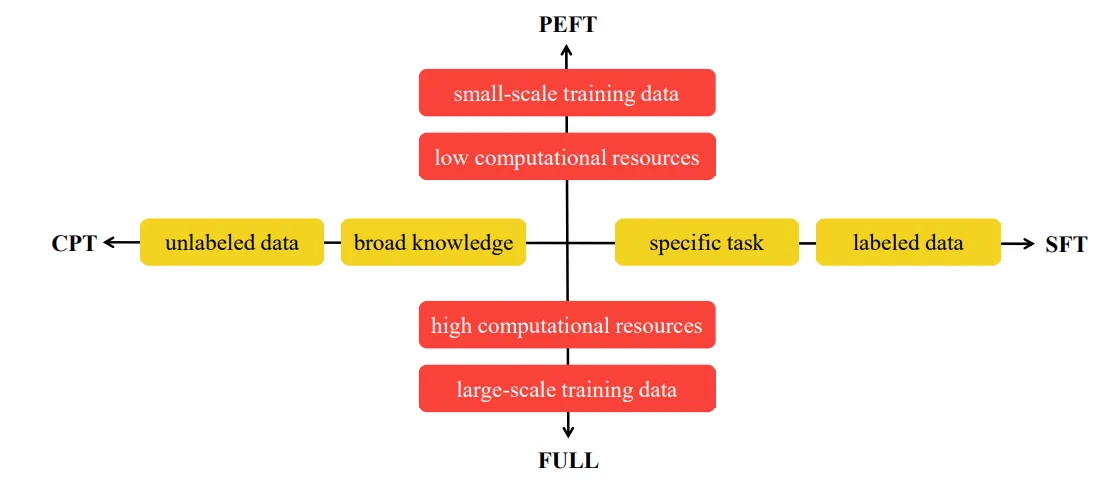 PEFT
small-scale training data
low computational resources
CPT
unlabeled data
broad knowledge
specific task
labeled data
SFT
high computational resources
large-scale training data
FULL